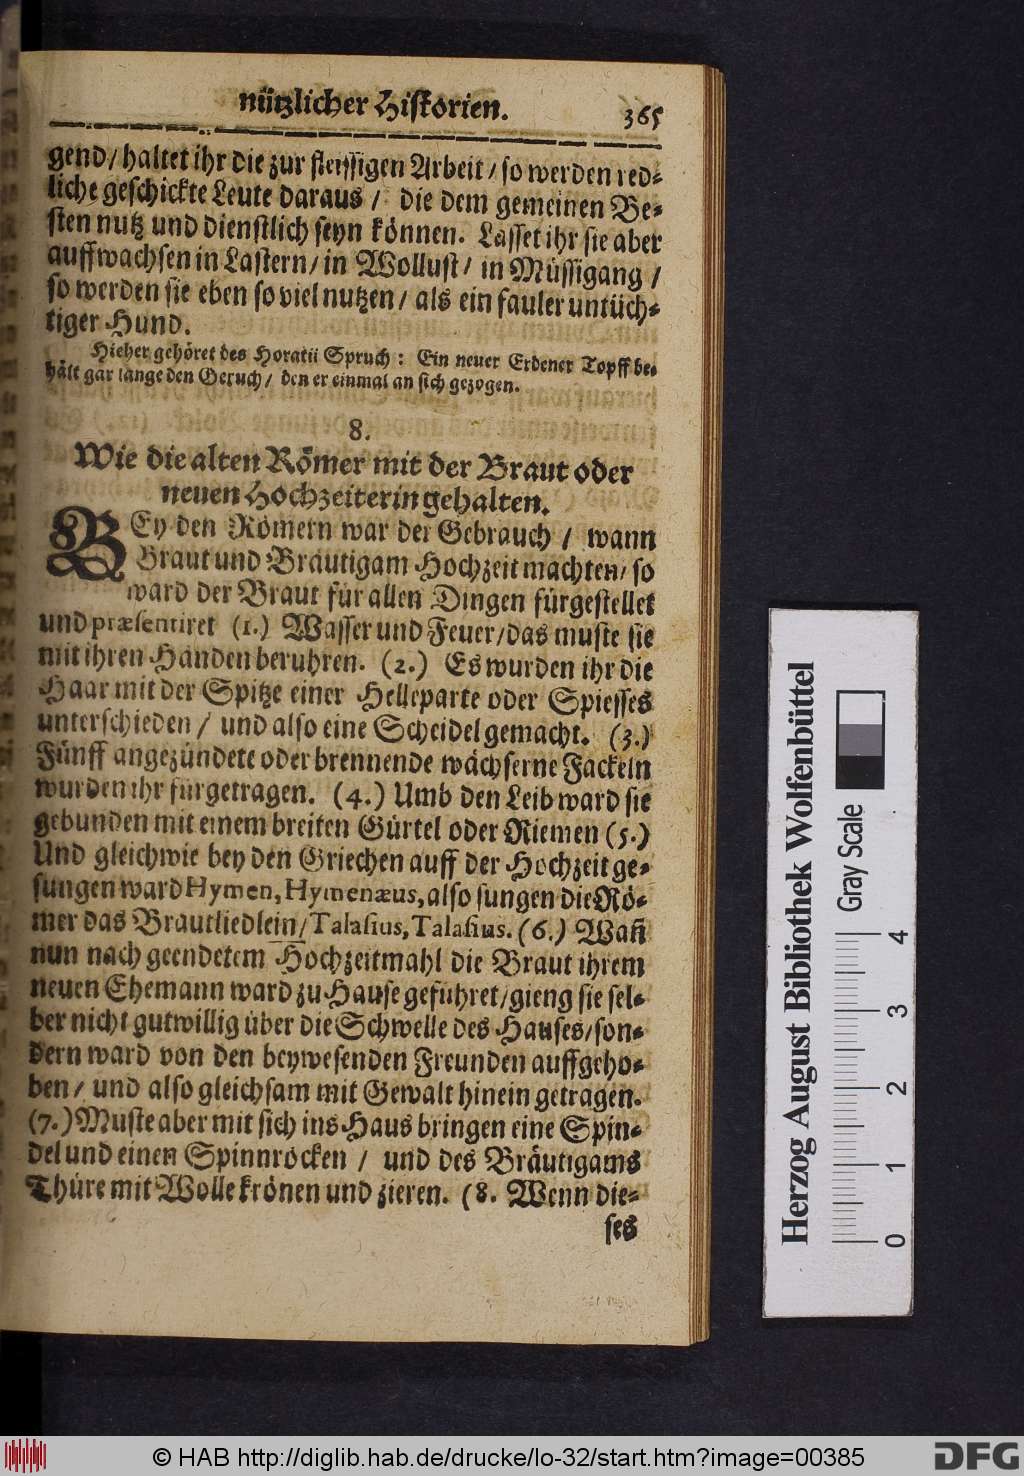 nützlicher Historien. 365
gend/ haltet ihr die zur fleissigen Arbeit/ so werden red-
liche geschickte Leute daraus/ die dem gemeinen Be-
sten nutz und dienstlich seyn können. Lasset ihr sie aber
auffwachsen in Lastern/ in Wollust/ in Müssigang/
so werden sie eben so viel nutzen/ als ein fauler untüch-
tiger Hund.
Hieher gehöret des Horatii Spruch: Ein neuer Erdener Topff be-
hält gar lange den Geruch/ den er einmal an sich gezogen.
8.
Wie die alten Römer mit der Braut oder
neuen Hochzeiterin gehalten.
BEy den Römern war der Gebrauch/ wann
Braut und Bräutigam Hochzeit machten/ so
ward der Braut für allen Dingen fürgestellet
und præsentiret (1.) Wasser und Feuer/ das muste sie
mit ihren Händen berühren. (2.) Es wurden ihr die
Haar mit der Spitze einer Helleparte oder Spiesses
unterschieden/ und also eine Scheidel gemacht. (3.)
Fünff angezündete oder brennende wächserne Fackeln
wurden ihr fürgetragen. (4.) Umb den Leib ward sie
gebunden mit einem breiten Gürtel oder Riemen (5.)
Und gleichwie bey den Griechen auff der Hochzeit ge-
sungen ward Hymen, Hymenæus, also sungen die Rö-
mer das Brautliedlein/ Talasius, Talasius. (6.) Wañ
nun nach geendetem Hochzeitmahl die Braut ihrem
neuen Ehemann ward zu Hause geführet/ gieng sie sel-
ber nicht gutwillig über die Schwelle des Hauses/ son-
dern ward von den beywesenden Freunden auffgeho-
ben/ und also gleichsam mit Gewalt hinein getragen.
(7.) Muste aber mit sich ins Haus bringen eine Spin-
del und einen Spinnrocken/ und des Bräutigams
Thüre mit Wolle krönen und zieren. (8. Wenn die-
ses
Herzog August Bibliothek Wolfenbüttel
Gray Scale
0 1 2 3 4
© HAB http://diglib.hab.de/drucke/lo-32/start.htm?image=00385
DFG